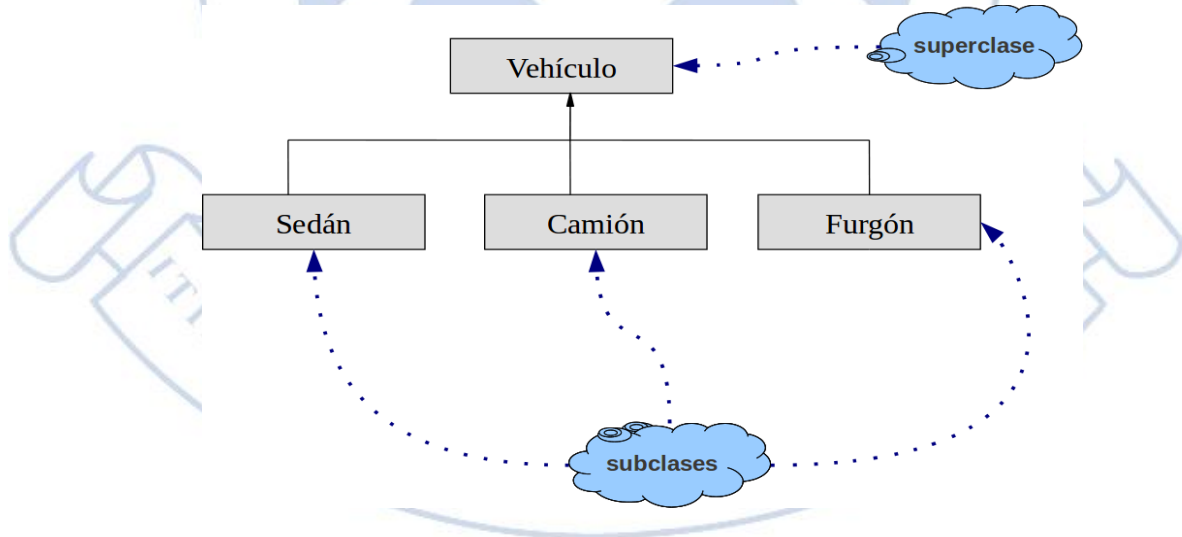 superclase
Vehículo
Sedán
Camión
Furgón
subclases